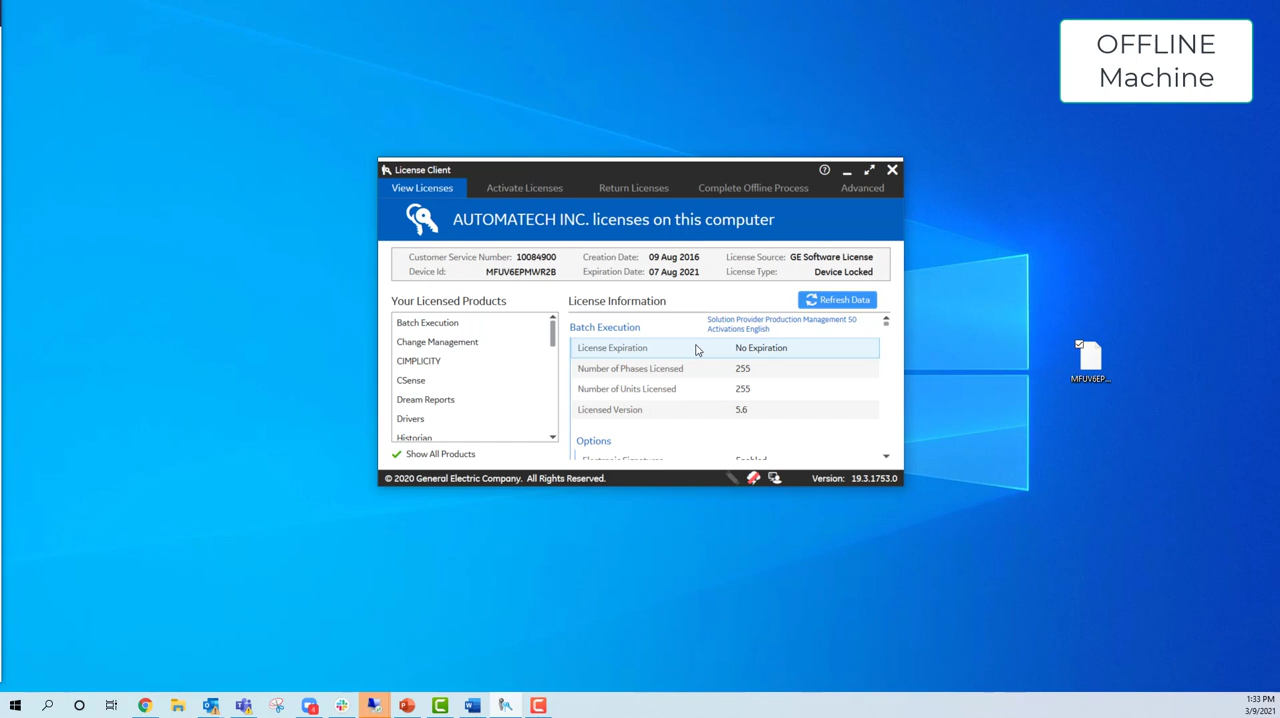 OFFLINE
Machine
License Client
View Licenses
Activate Licenses
Return Licenses
Complete Offline Process
Advanced
AUTOMATECH INC. licenses on this computer
Customer Service Number: 10084900
Creation Date: 09 Aug 2016
License Source: GE Software License
Device Id: MFUV6EPMWR2B
Expiration Date: 07 Aug 2021
License Type: Device Locked
Your Licensed Products
Batch Execution
Change Management
CIMPLICITY
CSense
Dream Reports
Drivers
Historian
Show All Products
License Information
Refresh Data
Batch Execution
Solution Provider Production Management 50
Activations English
License Expiration No Expiration
Number of Phases Licensed 255
Number of Units Licensed 255
Licensed Version 5.6
Options
Electronic Signatures Enabled
© 2020 General Electric Company. All Rights Reserved.
Version: 19.3.1753.0
MFUV6EP...
1:33 PM
3/9/2021